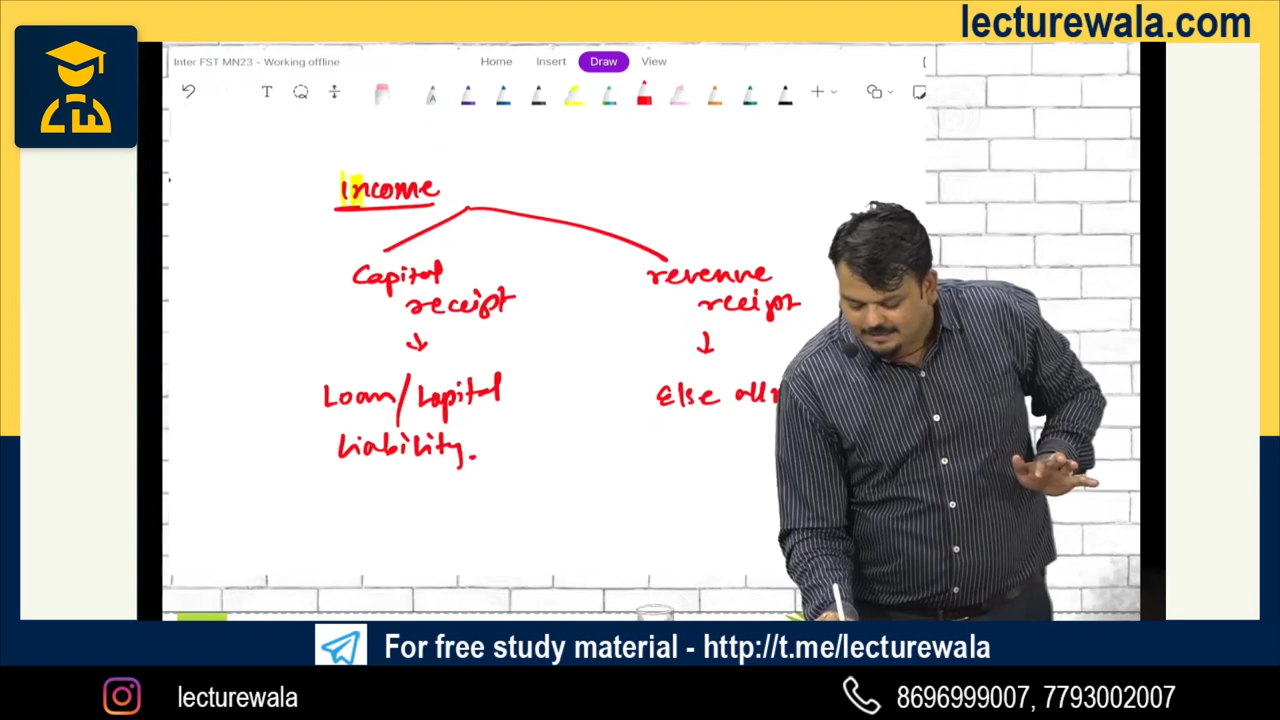 lecturewala.com
Inter FST MN23 - Working offline
Home Insert Draw View
T
Income
Capital receipt
revenue receipt
Loan/Capital
Liability.
Else all
For free study material - http://t.me/lecturewala
lecturewala
8696999007, 7793002007